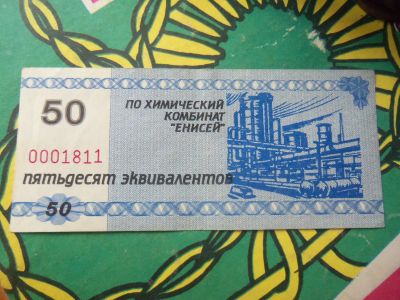 50
ПО ХИМИЧЕСКИЙ
КОМБИНАТ
"ЕНИСЕЙ"
0001811
пятьдесят эквивалентов
50